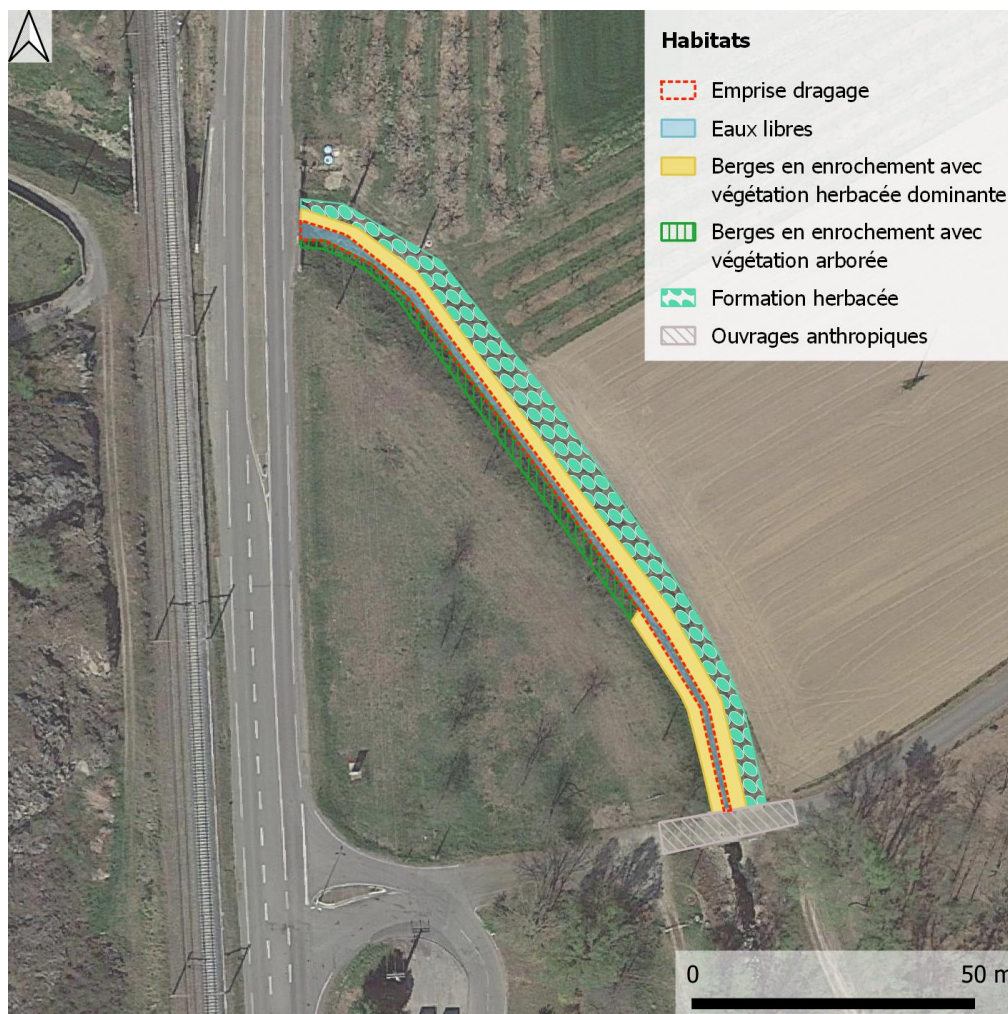 Habitats
Emprise dragage
Eaux libres
Berges en enrochement avec
végétation herbacée dominante
Berges en enrochement avec
végétation arborée
Formation herbacée
Ouvrages anthropiques
0 50 m